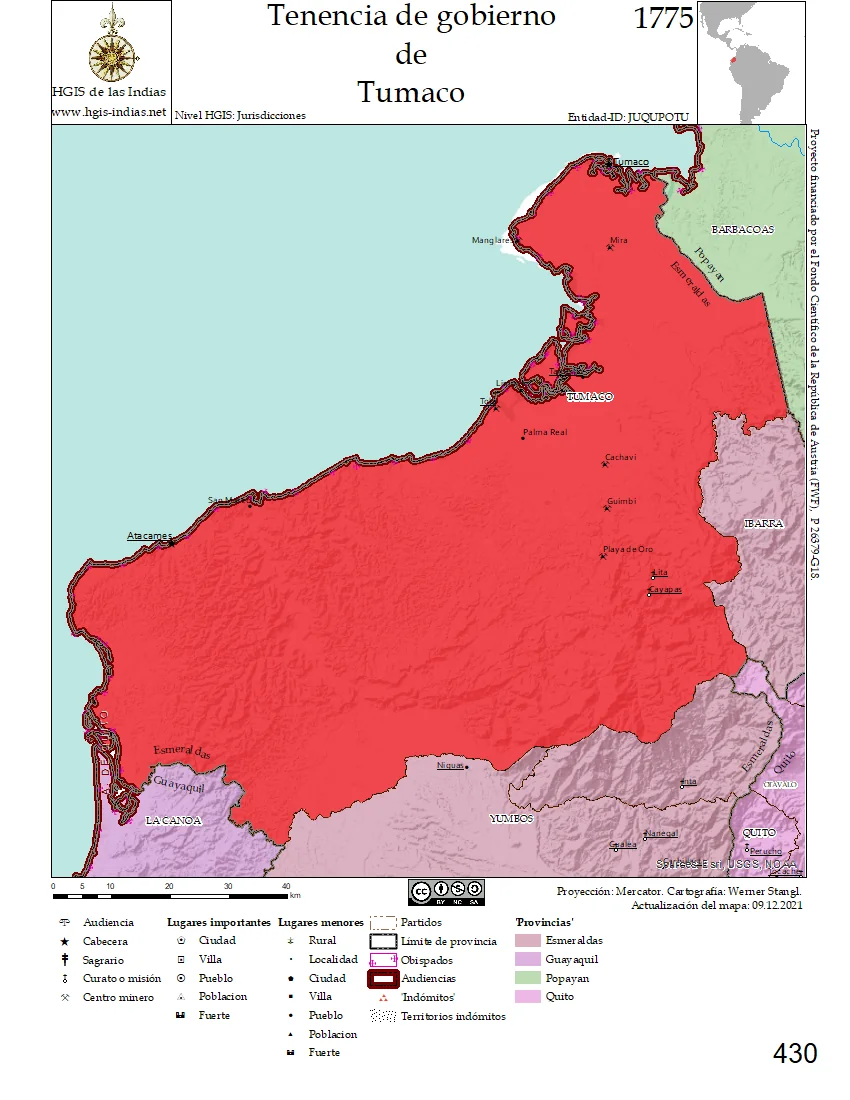 Tenencia de gobierno
de
Tumaco
1775
HGIS de las Indias
www.hgis-indias.net
Nivel HGIS: Jurisdicciones
Entidad-ID: JUQUPOTU
Proyecto financiado por el Fondo Científico de la República de Austria (FWF), P 26379-G18.
Tumaco
BARBACOAS
Manglares
Mira
Popayan
Esmeraldas
TUMACO
Palma Real
Cachavi
Guimbi
IBARRA
San Mateo
Atacames
Playa de Oro
Lita
Cayapas
Esmeraldas
Guayaquil
LA CANOA
Niguas
YUMBOS
Inta
Esmeraldas
Quito
OTAVALO
Nanegal
Gualea
QUITO
Perucho
Sources: Esri, USGS, NOAA
0 5 10 20 30 40
km
CC BY NC SA
Proyección: Mercator. Cartografía: Werner Stangl.
Actualización del mapa: 09.12.2021
Audiencia
Cabecera
Sagrario
Curato o misión
Centro minero
Lugares importantes
Ciudad
Villa
Pueblo
Poblacion
Fuerte
Lugares menores
Rural
Localidad
Ciudad
Villa
Pueblo
Poblacion
Fuerte
Partidos
Límite de provincia
Obispados
Audiencias
'Indómitos'
Territorios indómitos
'Provincias'
Esmeraldas
Guayaquil
Popayan
Quito
430